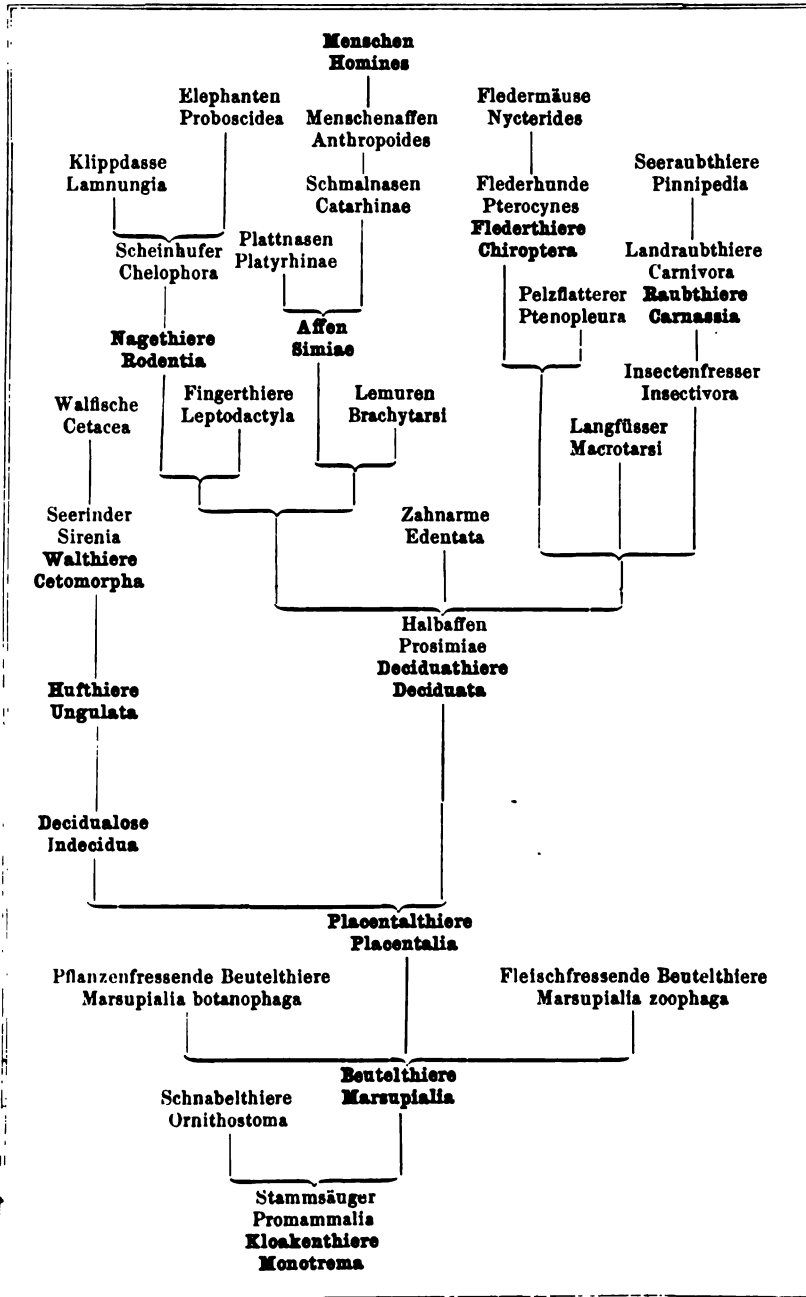 Menschen
Homines
Elephanten
Proboscidea
Menschenaffen
Anthropoides
Fledermäuse
Nycterides
Klippdasse
Lamnungia
Schmalnasen
Catarhinae
Flederhunde
Pterocynes
Flederthiere
Chiroptera
Seeraubthiere
Pinnipedia
Scheinhufer
Chelophora
Plattnasen
Platyrhinae
Landraubthiere
Carnivora
Raubthiere
Carnassia
Pelzflatterer
Ptenopleura
Nagethiere
Rodentia
Affen
Simiae
Insectenfresser
Insectivora
Walfische
Cetacea
Fingerthiere
Leptodactyla
Lemuren
Brachytarsi
Langfüsser
Macrotarsi
Seerinder
Sirenia
Walthiere
Cetomorpha
Zahnarme
Edentata
Halbaffen
Prosimiae
Deciduathiere
Deciduata
Hufthiere
Ungulata
Decidualose
Indecidua
Placentalthiere
Placentalia
Pflanzenfressende Beutelthiere
Marsupialia botanophaga
Fleischfressende Beutelthiere
Marsupialia zoophaga
Beutelthiere
Marsupialia
Schnabelthiere
Ornithostoma
Stammsäuger
Promammalia
Kloakenthiere
Monotrema